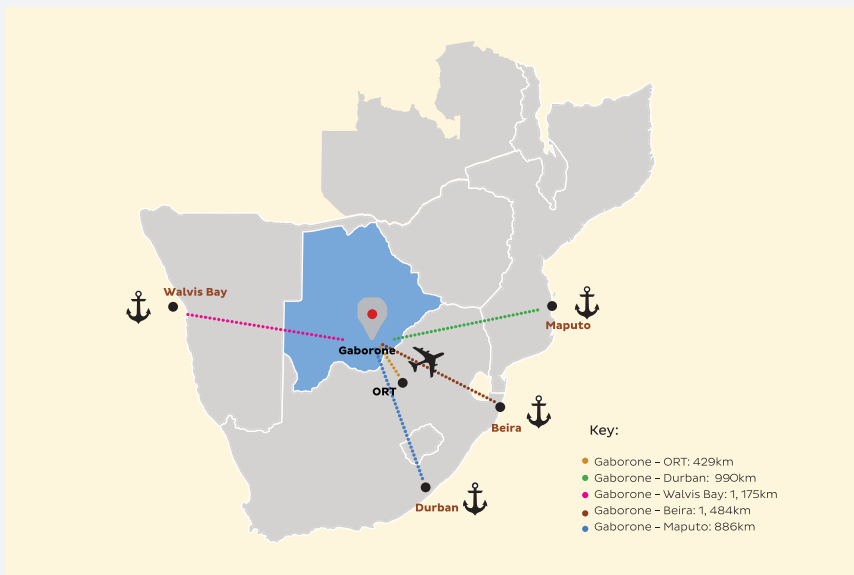 Walvis Bay
Maputo
Gaborone
ORT
Beira
Durban
Key:
Gaborone – ORT: 429km
Gaborone – Durban: 990km
Gaborone – Walvis Bay: 1, 175km
Gaborone – Beira: 1, 484km
Gaborone – Maputo: 886km